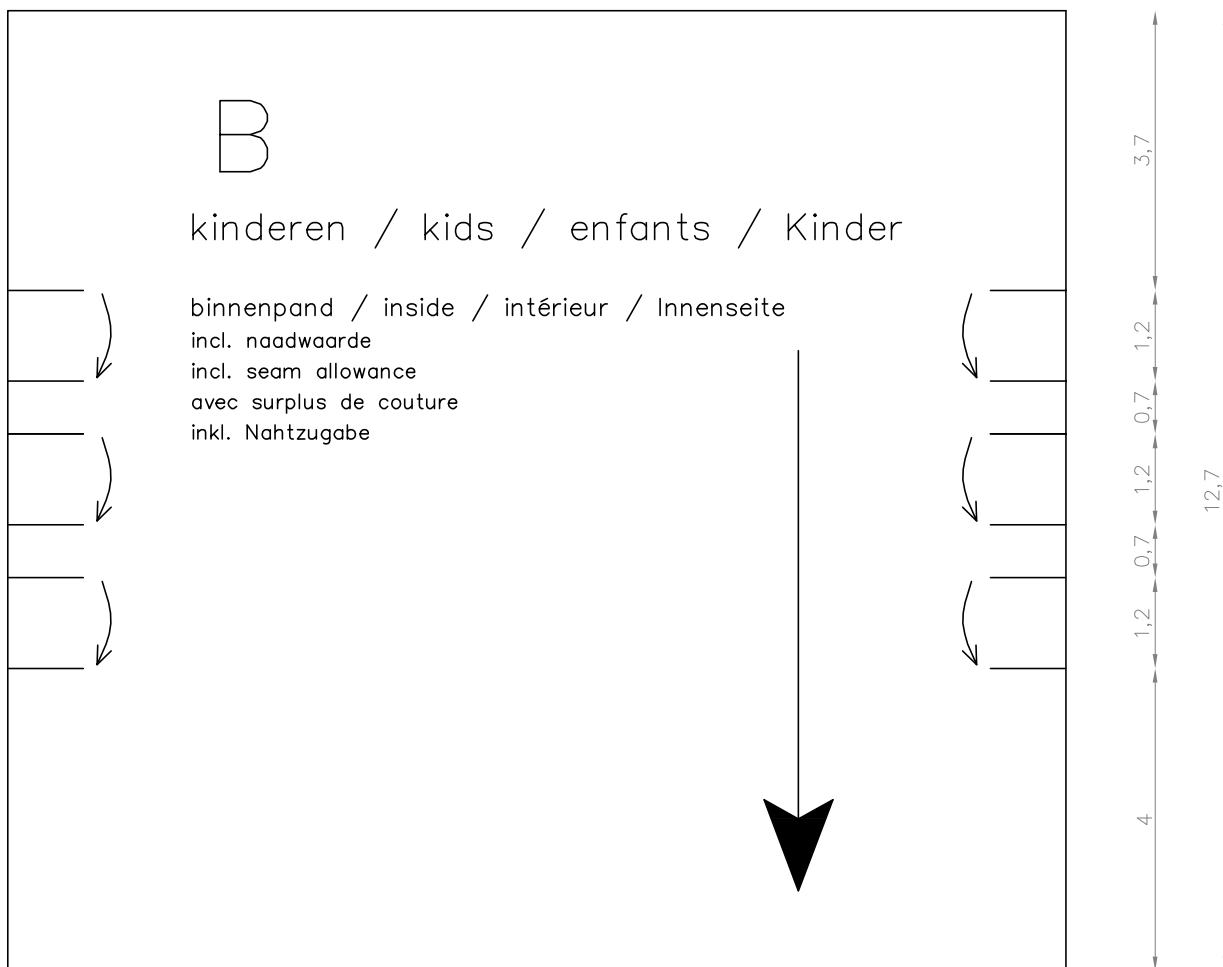 B
kinderen / kids / enfants / Kinder
binnenpand / inside / intérieur / Innenseite
incl. naadwaarde
incl. seam allowance
avec surplus de couture
inkl. Nahtzugabe
3,7
1,2
0,7
1,2
0,7
1,2
4
12,7